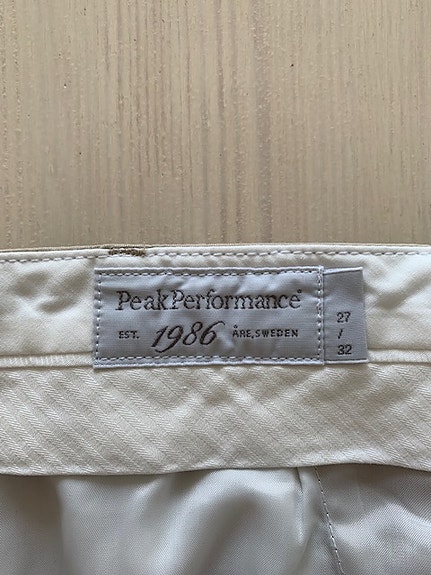 PeakPerformance®
EST. 1986 ÅRE, SWEDEN
27
/
32